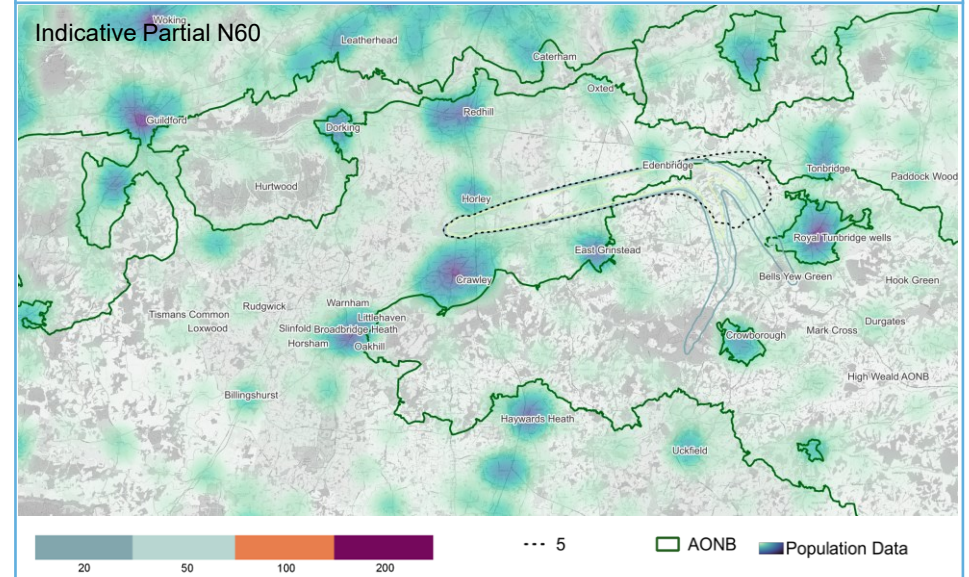 Woking
Indicative Partial N60
Leatherhead
Caterham
Oxted
Guildford
Redhill
Dorking
Edenbridge
Tonbridge
Paddock Wood
Hurtwood
Horley
Royal Tunbridge wells
East Grinstead
Crawley
Bells Yew Green
Hook Green
Rudgwick
Warnham
Tismans Common
Littlehaven
Loxwood
Slinfold
Broadbridge Heath
Durgates
Mark Cross
Crowborough
Horsham
Oakhill
High Weald AONB
Billingshurst
Haywards Heath
Uckfield
20 50 100 200
5
AONB
Population Data